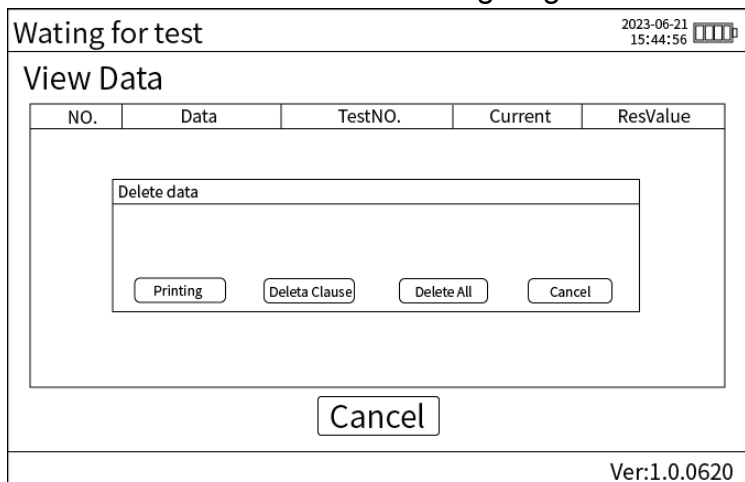 Wating for test
2023-06-21
15:44:56
View Data
NO. Data TestNO. Current ResValue
Delete data
Printing Deleta Clause Delete All Cancel
Cancel
Ver:1.0.0620